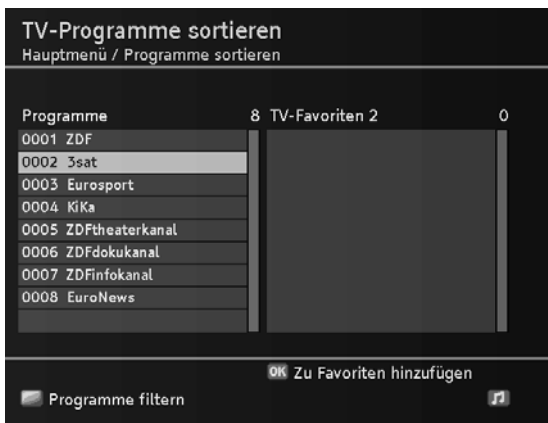 TV-Programme sortieren
Hauptmenü / Programme sortieren
Programme 8 TV-Favoriten 2 0
0001 ZDF
0002 3sat
0003 Eurosport
0004 KiKa
0005 ZDFtheaterkanal
0006 ZDFdokukanal
0007 ZDFinfokanal
0008 EuroNews
OK Zu Favoriten hinzufügen
Programme filtern